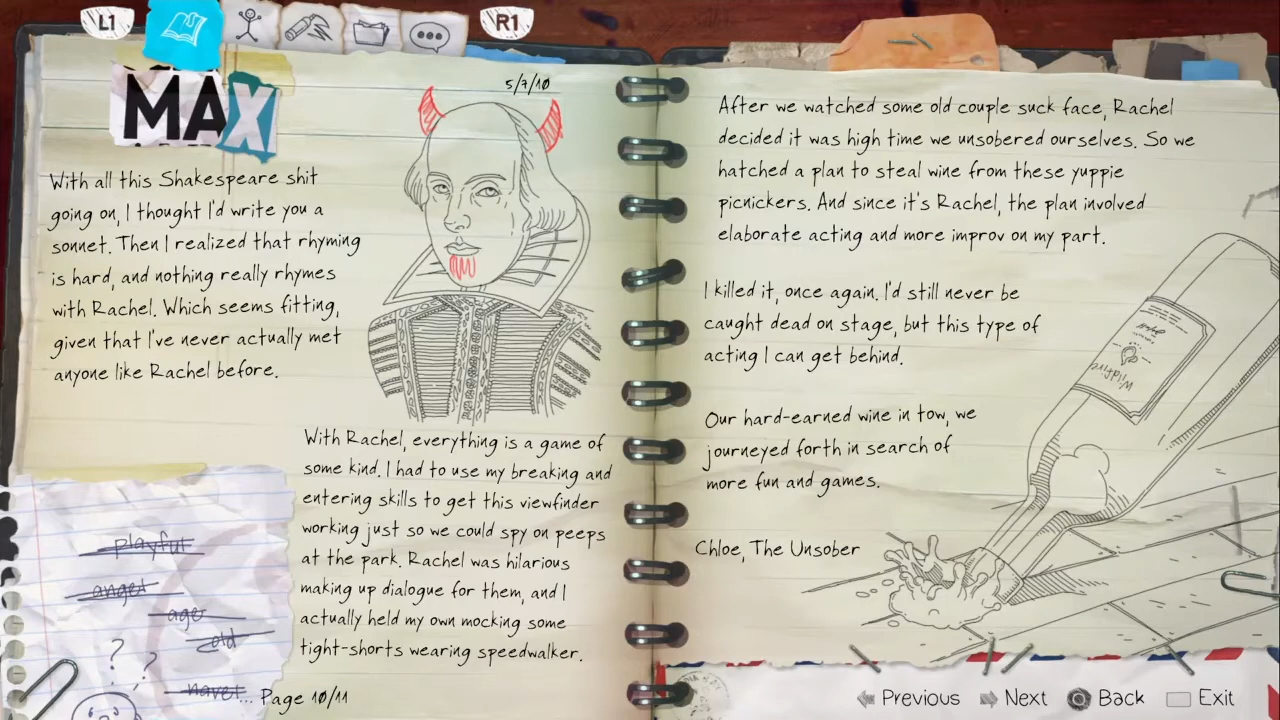 L1
R1
MAX
5/7/10
With all this Shakespeare shit
going on, I thought I'd write you a
sonnet. Then I realized that rhyming
is hard, and nothing really rhymes
with Rachel. Which seems fitting,
given that I've never actually met
anyone like Rachel before.
With Rachel, everything is a game of
some kind. I had to use my breaking and
entering skills to get this viewfinder
working just so we could spy on peeps
at the park. Rachel was hilarious
making up dialogue for them, and I
actually held my own mocking some
tight-shorts wearing speedwalker.
playful
angel
age
old
navel...
? ?
Page 10/11
After we watched some old couple suck face, Rachel
decided it was high time we unsobered ourselves. So we
hatched a plan to steal wine from these yuppie
picnickers. And since it's Rachel, the plan involved
elaborate acting and more improv on my part.
I killed it, once again. I'd still never be
caught dead on stage, but this type of
acting I can get behind.
Our hard-earned wine in tow, we
journeyed forth in search of
more fun and games.
Chloe, The Unsober
Wildfire
Previous Next Back Exit